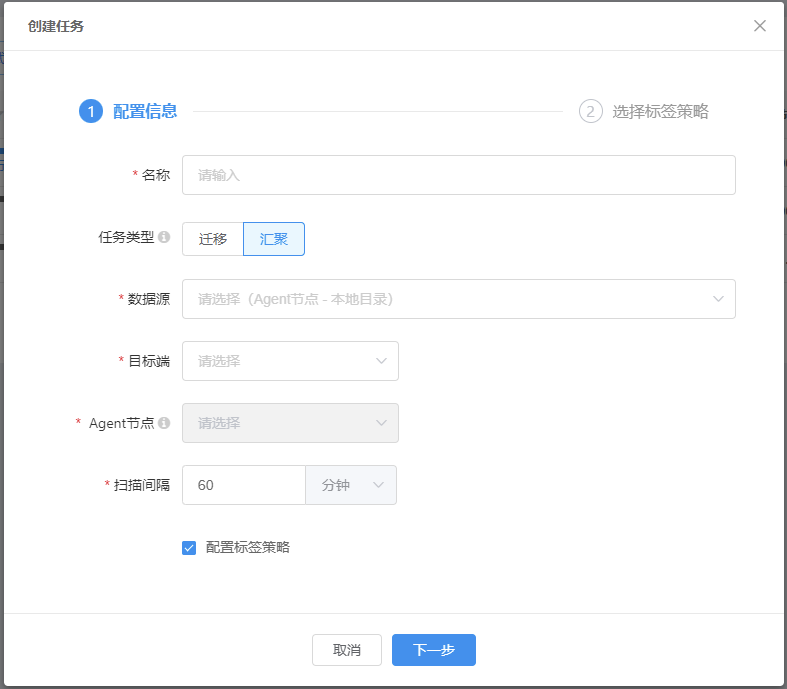 创建任务
1 配置信息 2 选择标签策略
* 名称 请输入
任务类型 迁移 汇聚
* 数据源 请选择（Agent节点 - 本地目录）
* 目标端 请选择
* Agent节点 请选择
* 扫描间隔 60 分钟
配置标签策略
取消 下一步